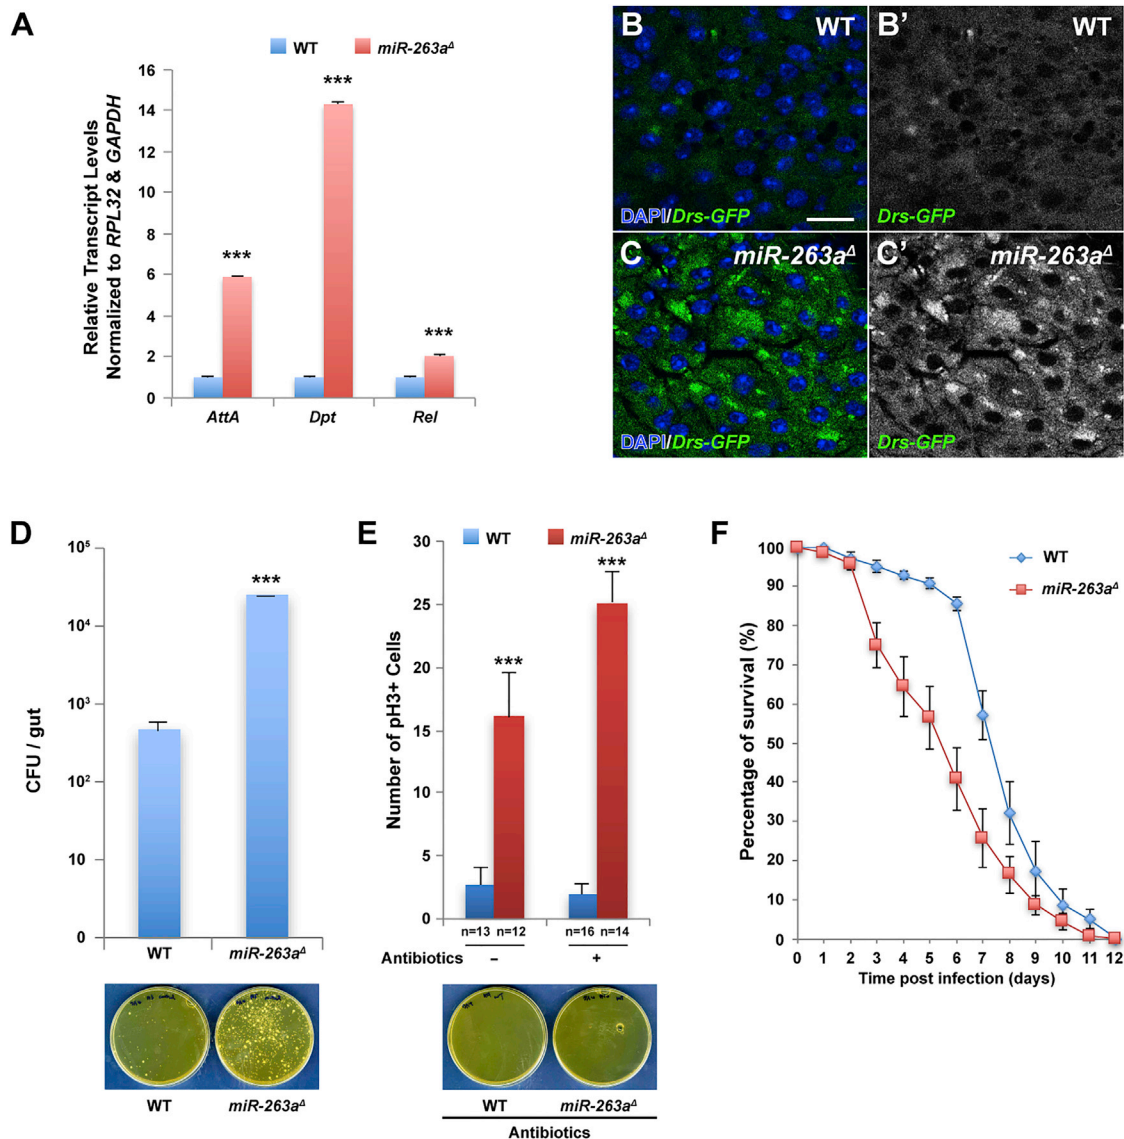 A
WT
miR-263aΔ
Relative Transcript Levels
Normalized to RPL32 & GAPDH
16
14
12
10
8
6
4
2
0
***
***
***
AttA
Dpt
Rel
B
WT
DAPI/Drs-GFP
B’
WT
Drs-GFP
C
miR-263aΔ
DAPI/Drs-GFP
C’
miR-263aΔ
Drs-GFP
D
CFU / gut
10⁵
10⁴
10³
10²
10
0
***
WT
miR-263aΔ
WT
miR-263aΔ
E
WT
miR-263aΔ
Number of pH3+ Cells
30
25
20
15
10
5
0
***
***
n=13 n=12
n=16 n=14
Antibiotics – +
WT
miR-263aΔ
Antibiotics
F
WT
miR-263aΔ
Percentage of survival (%)
100
90
80
70
60
50
40
30
20
10
0
0 1 2 3 4 5 6 7 8 9 10 11 12
Time post infection (days)